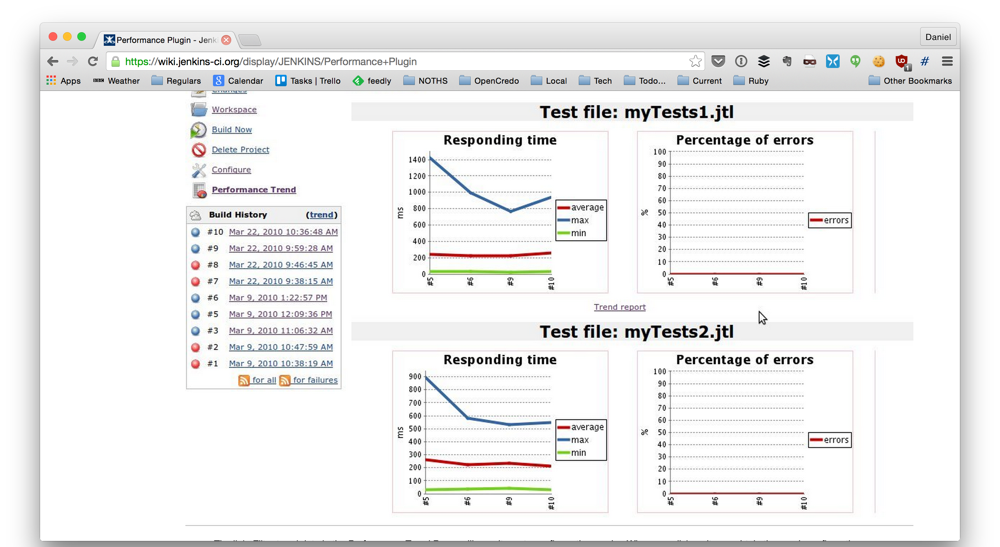 Performance Plugin - Jenki
Daniel
https://wiki.jenkins-ci.org/display/JENKINS/Performance+Plugin
1
#
Apps
BBC Weather
Regulars
8 Calendar
Tasks | Trello
feedly
NOTHS
OpenCredo
Local
Tech
Todo...
Current
Ruby
Other Bookmarks
Changes
Workspace
Build Now
Delete Project
Configure
Performance Trend
Build History (trend)
#10 Mar 22, 2010 10:36:48 AM
#9 Mar 22, 2010 9:59:28 AM
#8 Mar 22, 2010 9:46:45 AM
#7 Mar 22, 2010 9:38:15 AM
#6 Mar 9, 2010 1:22:57 PM
#5 Mar 9, 2010 12:09:36 PM
#3 Mar 9, 2010 11:06:32 AM
#2 Mar 9, 2010 10:47:59 AM
#1 Mar 9, 2010 10:38:19 AM
for all for failures
Test file: myTests1.jtl
Responding time
1400
1200
1000
800
600
400
200
0
ms
#5 #6 #9 #10
average
max
min
Percentage of errors
100
90
80
70
60
50
40
30
20
10
0
%
#5 #6 #9 #10
errors
Trend report
Test file: myTests2.jtl
Responding time
900
800
700
600
500
400
300
200
100
0
ms
#5 #6 #9 #10
average
max
min
Percentage of errors
100
90
80
70
60
50
40
30
20
10
0
%
#5 #6 #9 #10
errors